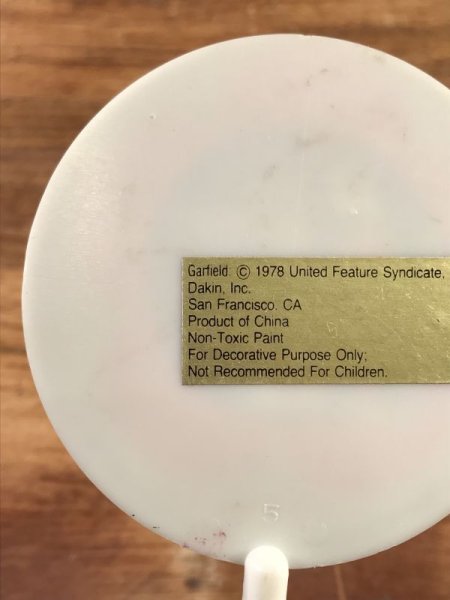 Garfield: © 1978 United Feature Syndicate,
Dakin, Inc.
San Francisco. CA
Product of China
Non-Toxic Paint
For Decorative Purpose Only;
Not Recommended For Children.
5